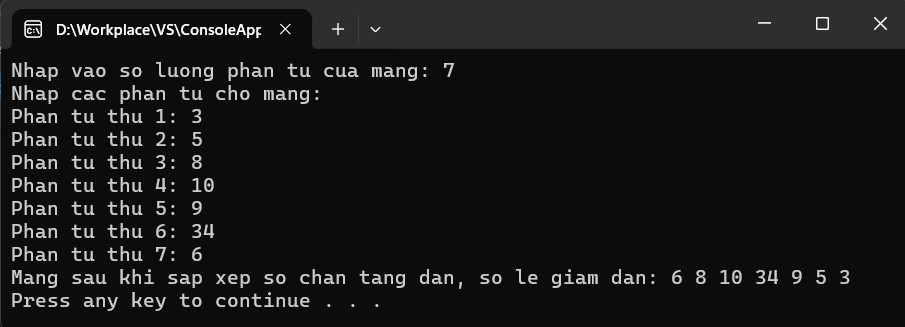 D:\Workplace\VS\ConsoleApp
Nhap vao so luong phan tu cua mang: 7
Nhap cac phan tu cho mang:
Phan tu thu 1: 3
Phan tu thu 2: 5
Phan tu thu 3: 8
Phan tu thu 4: 10
Phan tu thu 5: 9
Phan tu thu 6: 34
Phan tu thu 7: 6
Mang sau khi sap xep so chan tang dan, so le giam dan: 6 8 10 34 9 5 3
Press any key to continue . . .